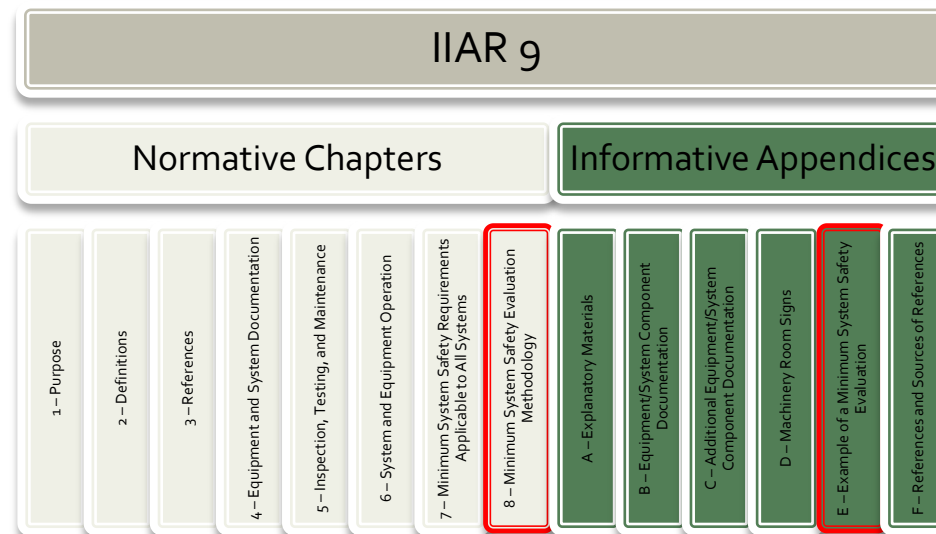 IIAR 9
Normative Chapters
Informative Appendices
1 – Purpose
2 – Definitions
3 – References
4 – Equipment and System Documentation
5 – Inspection, Testing, and Maintenance
6 – System and Equipment Operation
7 – Minimum System Safety Requirements
Applicable to All Systems
8 – Minimum System Safety Evaluation
Methodology
A – Explanatory Materials
B – Equipment/System Component
Documentation
C – Additional Equipment/System
Component Documentation
D – Machinery Room Signs
E – Example of a Minimum System Safety
Evaluation
F – References and Sources of References